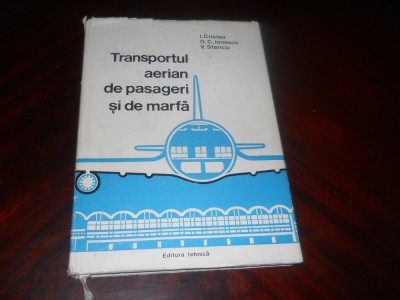 I. Cristea
D. C. Ionescu
V. Stanciu
Transportul
aerian
de pasageri
și de marfă
Editura tehnică